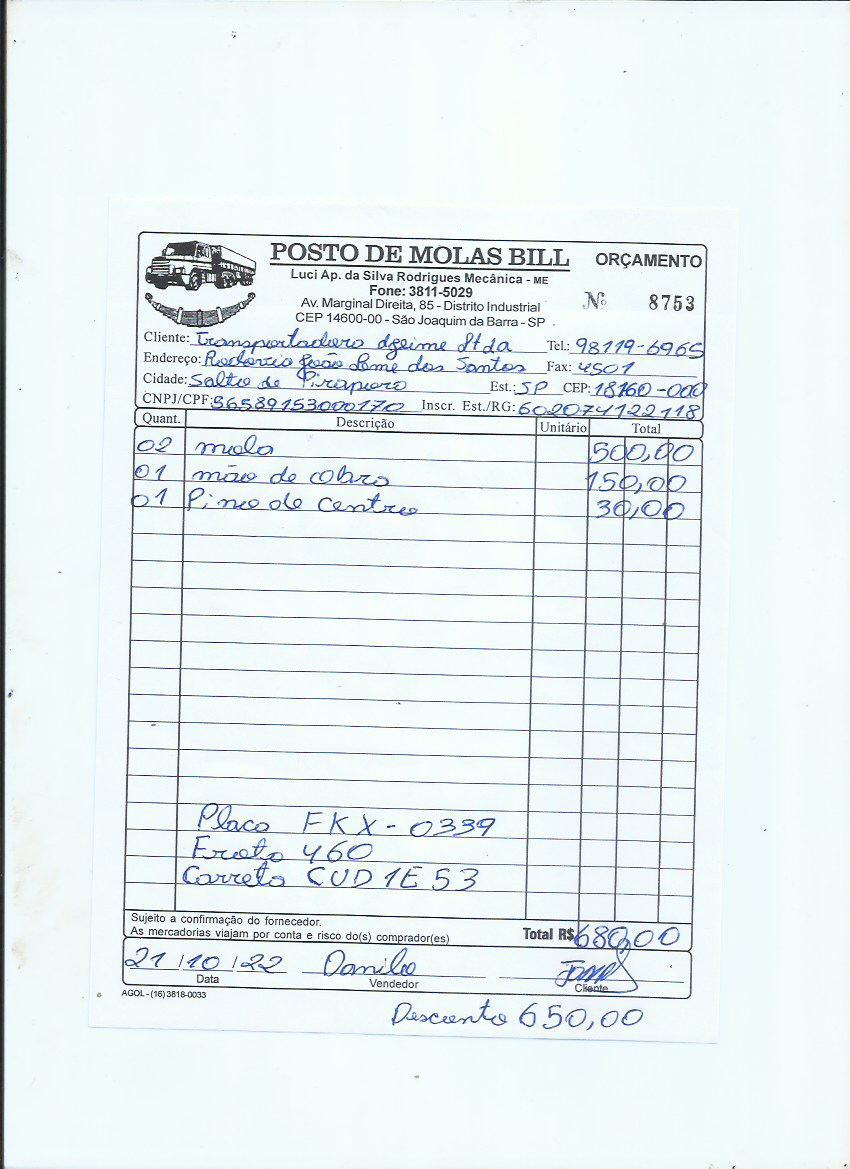 POSTO DE MOLAS BILL
ORÇAMENTO
Luci Ap. da Silva Rodrigues Mecânica - ME
Fone: 3811-5029
Nº 8753
Av. Marginal Direita, 85 - Distrito Industrial
CEP 14600-00 - São Joaquim da Barra - SP
Cliente: Transportadora Ltda Tel.: 98119-6965
Endereço: Rodovia João Leme dos Santos Fax: 4501
Cidade: Salto de Pirapora Est.: SP CEP: 18160-000
CNPJ/CPF: 36589153000170 Inscr. Est./RG: 602074122118
Quant. Descrição Unitário Total
02 mola 500,00
01 mão de cobra 150,00
01 Pino de centro 30,00
Placa FKX-0339
Frota 460
Carreta CUD1E53
Sujeito a confirmação do fornecedor.
As mercadorias viajam por conta e risco do(s) comprador(es) Total R$ 680,00
21/10/22 Danilo
Data Vendedor Cliente
AGOL - (16) 3818-0033
Desconto 650,00